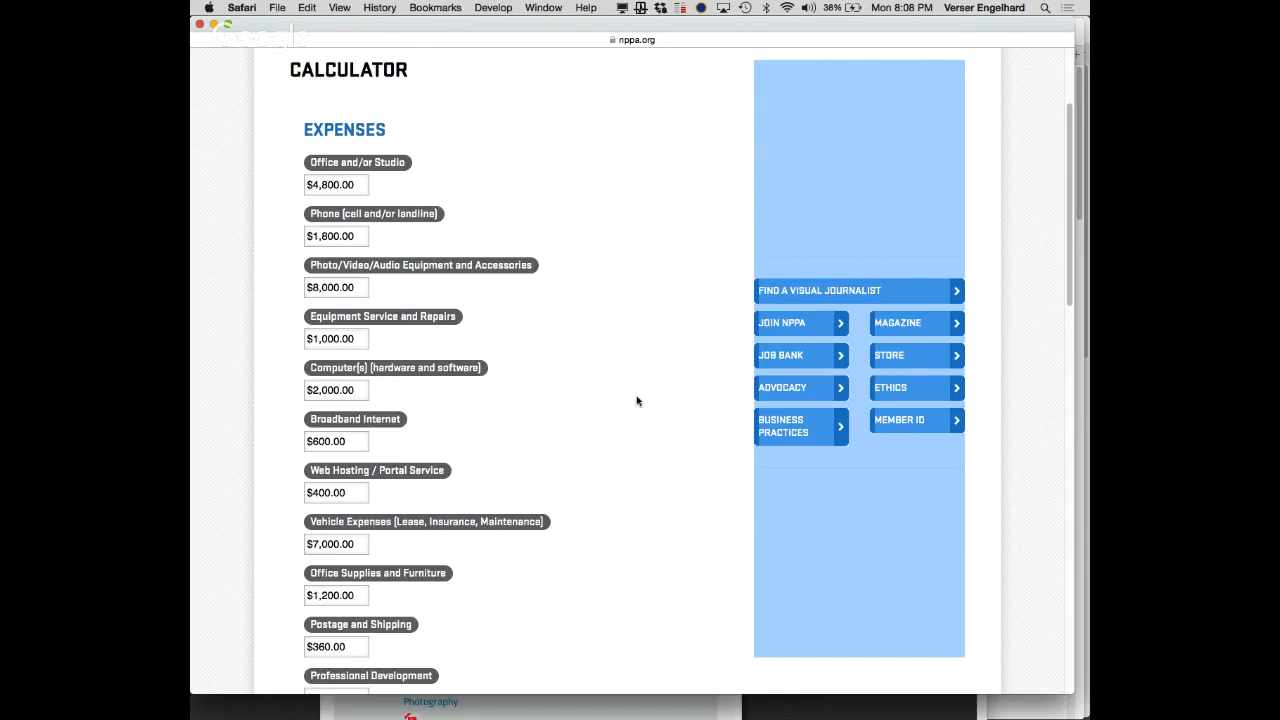 Safari File Edit View History Bookmarks Develop Window Help 38% Mon 8:08 PM Verser Engelhard
Google
nppa.org
CALCULATOR
EXPENSES
Office and/or Studio
$4,800.00
Phone (cell and/or landline)
$1,800.00
Photo/Video/Audio Equipment and Accessories
$8,000.00
Equipment Service and Repairs
$1,000.00
Computer(s) (hardware and software)
$2,000.00
Broadband Internet
$600.00
Web Hosting / Portal Service
$400.00
Vehicle Expenses (Lease, Insurance, Maintenance)
$7,000.00
Office Supplies and Furniture
$1,200.00
Postage and Shipping
$360.00
Professional Development
FIND A VISUAL JOURNALIST
JOIN NPPA
MAGAZINE
JOB BANK
STORE
ADVOCACY
ETHICS
BUSINESS
PRACTICES
MEMBER ID
Photography